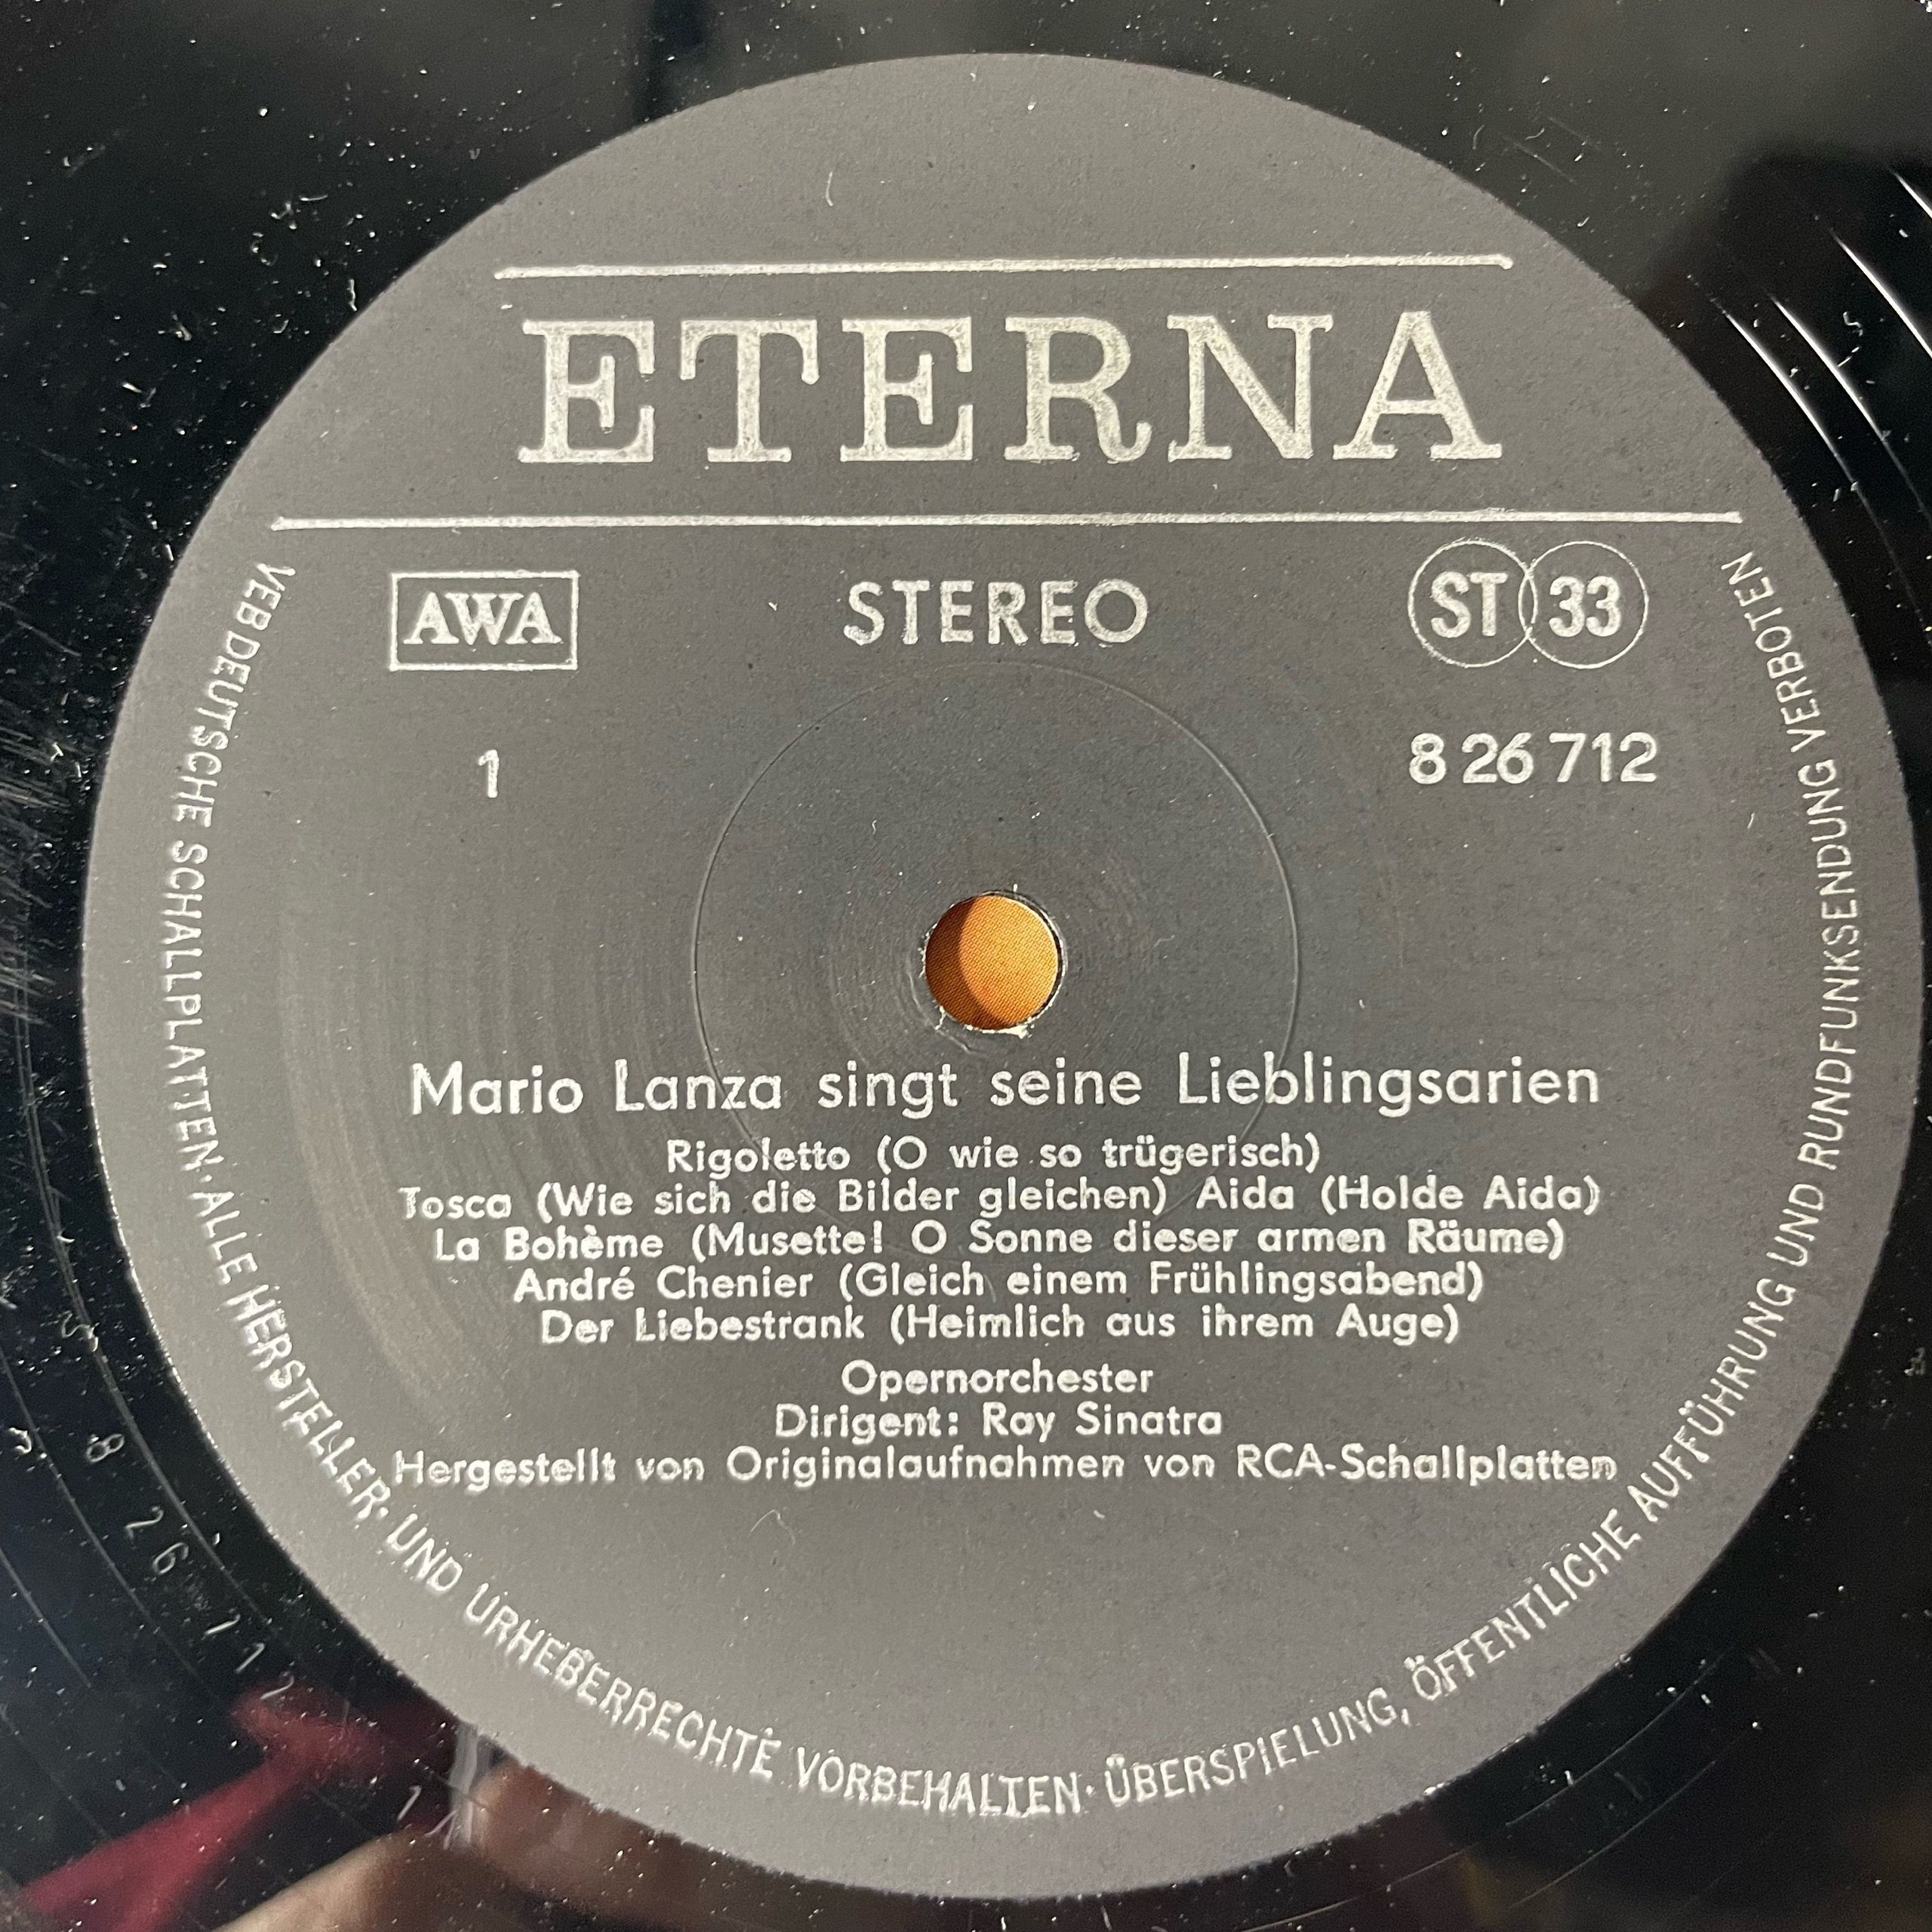 ETERNA
AWA
STEREO
ST 33
1
8 26 712
Mario Lanza singt seine Lieblingsarien
Rigoletto (O wie so trügerisch)
Tosca (Wie sich die Bilder gleichen) Aida (Holde Aida)
La Bohème (Musette! O Sonne dieser armen Räume)
André Chenier (Gleich einem Frühlingsabend)
Der Liebestrank (Heimlich aus ihrem Auge)
Opernorchester
Dirigent: Ray Sinatra
Hergestellt von Originalaufnahmen von RCA-Schallplatten
VEB DEUTSCHE SCHALLPLATTEN·ALLE HERSTELLER· UND URHEBERRECHTE VORBEHALTEN·ÜBERSPIELUNG, ÖFFENTLICHE AUFFÜHRUNG UND RUNDFUNKSENDUNG VERBOTEN
8 26 712